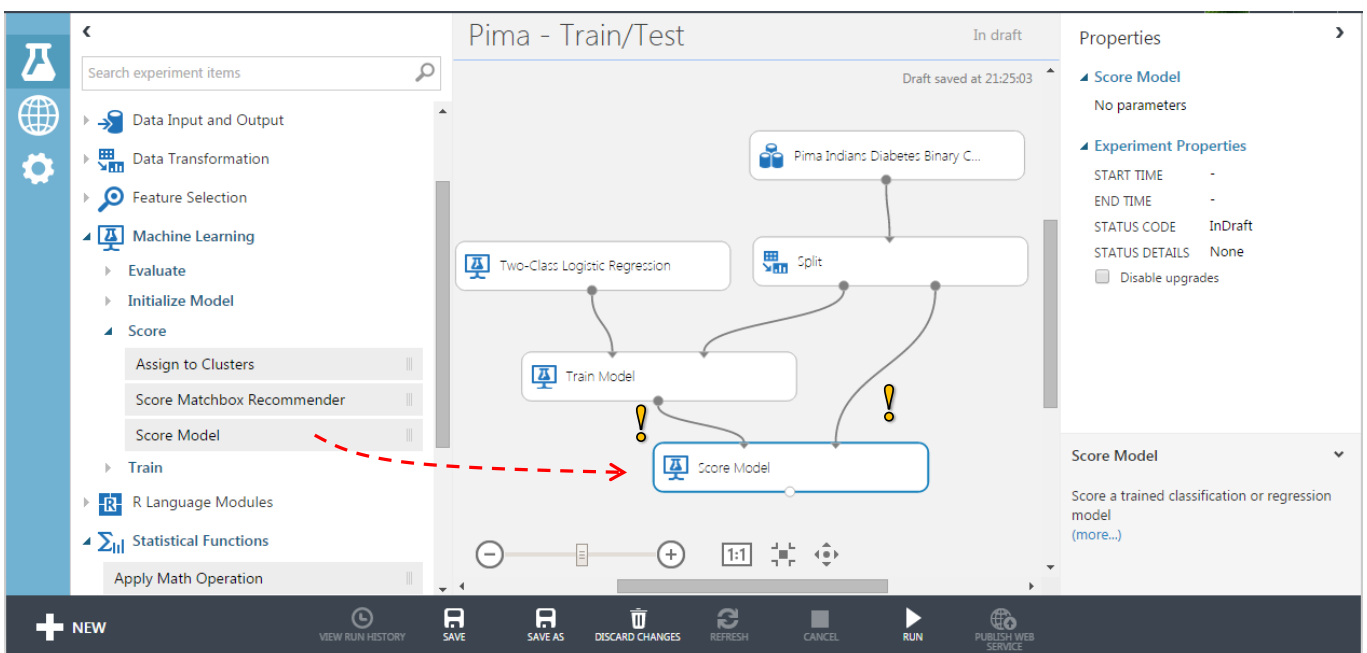 Pima - Train/Test
In draft
Properties
Search experiment items
Draft saved at 21:25:03
Score Model
No parameters
Data Input and Output
Data Transformation
Feature Selection
Machine Learning
Evaluate
Initialize Model
Score
Assign to Clusters
Score Matchbox Recommender
Score Model
Train
R Language Modules
Statistical Functions
Apply Math Operation
Pima Indians Diabetes Binary C...
Two-Class Logistic Regression
Split
Train Model
!
!
Score Model
1:1
Experiment Properties
START TIME -
END TIME -
STATUS CODE InDraft
STATUS DETAILS None
Disable upgrades
Score Model
Score a trained classification or regression
model
(more...)
NEW
VIEW RUN HISTORY
SAVE
SAVE AS
DISCARD CHANGES
REFRESH
CANCEL
RUN
PUBLISH WEB
SERVICE